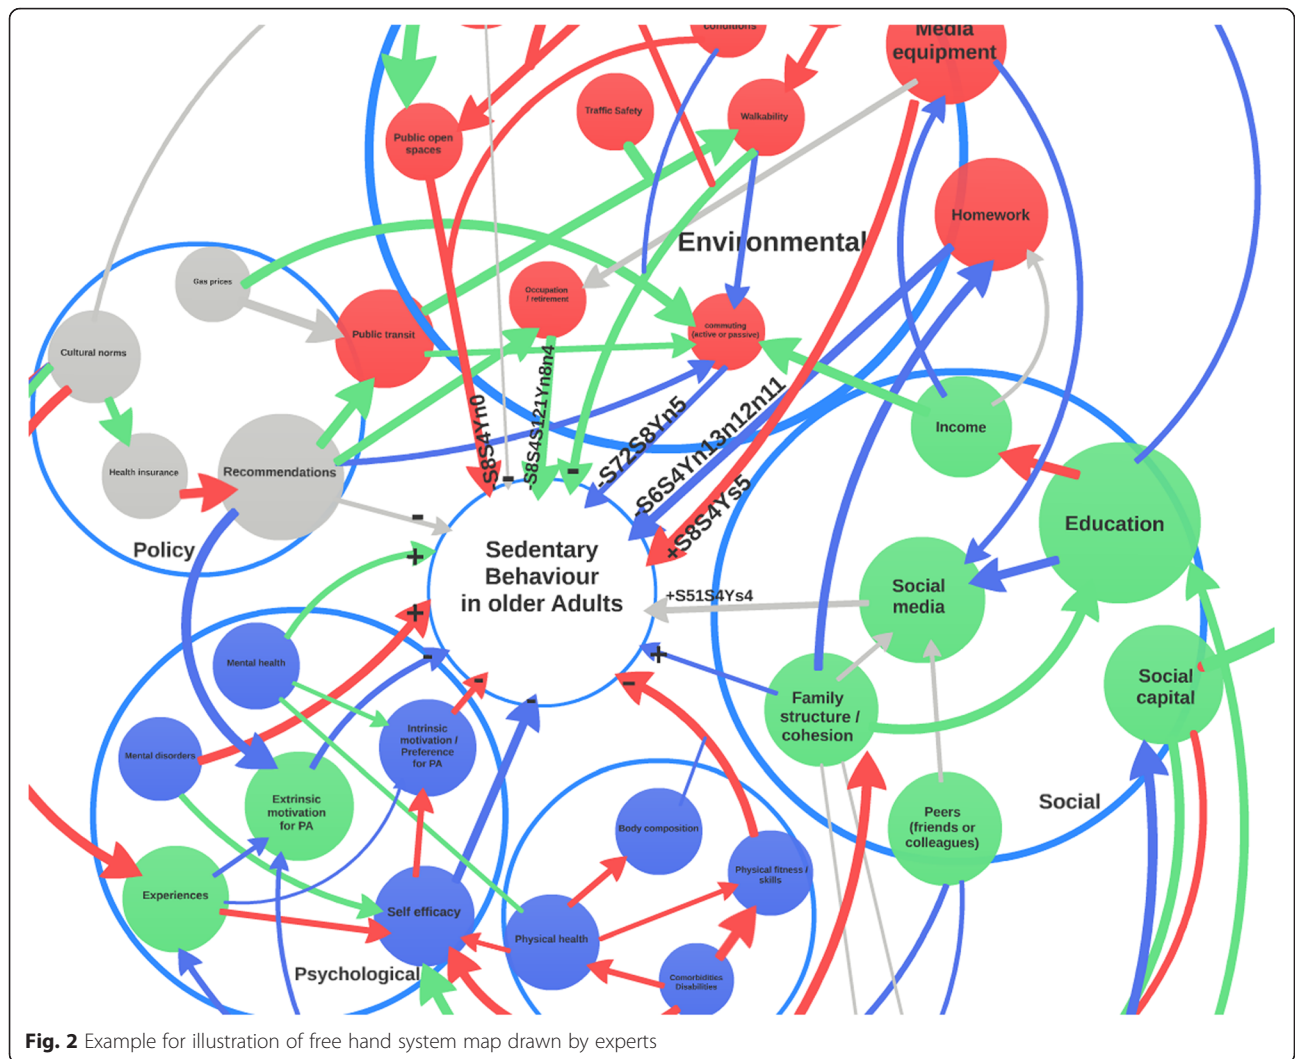 conditions
Media
equipment
Traffic Safety
Walkability
Public open
spaces
Homework
Environmental
Gas prices
Occupation
/ retirement
Public transit
commuting
(active or passive)
Cultural norms
Income
Health insurance
Recommendations
-S8S4Yn0
-
-S8S4S121Yn8n4
-
-S72S8Yn5
-S6S4Yn13n12n11
+S8S4Ys5
Education
Policy
-
+
Sedentary
Behaviour
in older Adults
+S51S4Ys4
Social
media
+
Mental health
-
+
-
-
-
Social
capital
Family
structure /
cohesion
Intrinsic
motivation /
Preference
for PA
Mental disorders
Extrinsic
motivation
for PA
Social
Peers
(friends or
colleagues)
Body composition
Physical fitness /
skills
Experiences
Self efficacy
Physical health
Psychological
Comorbidities
Disabilities
Fig. 2 Example for illustration of free hand system map drawn by experts